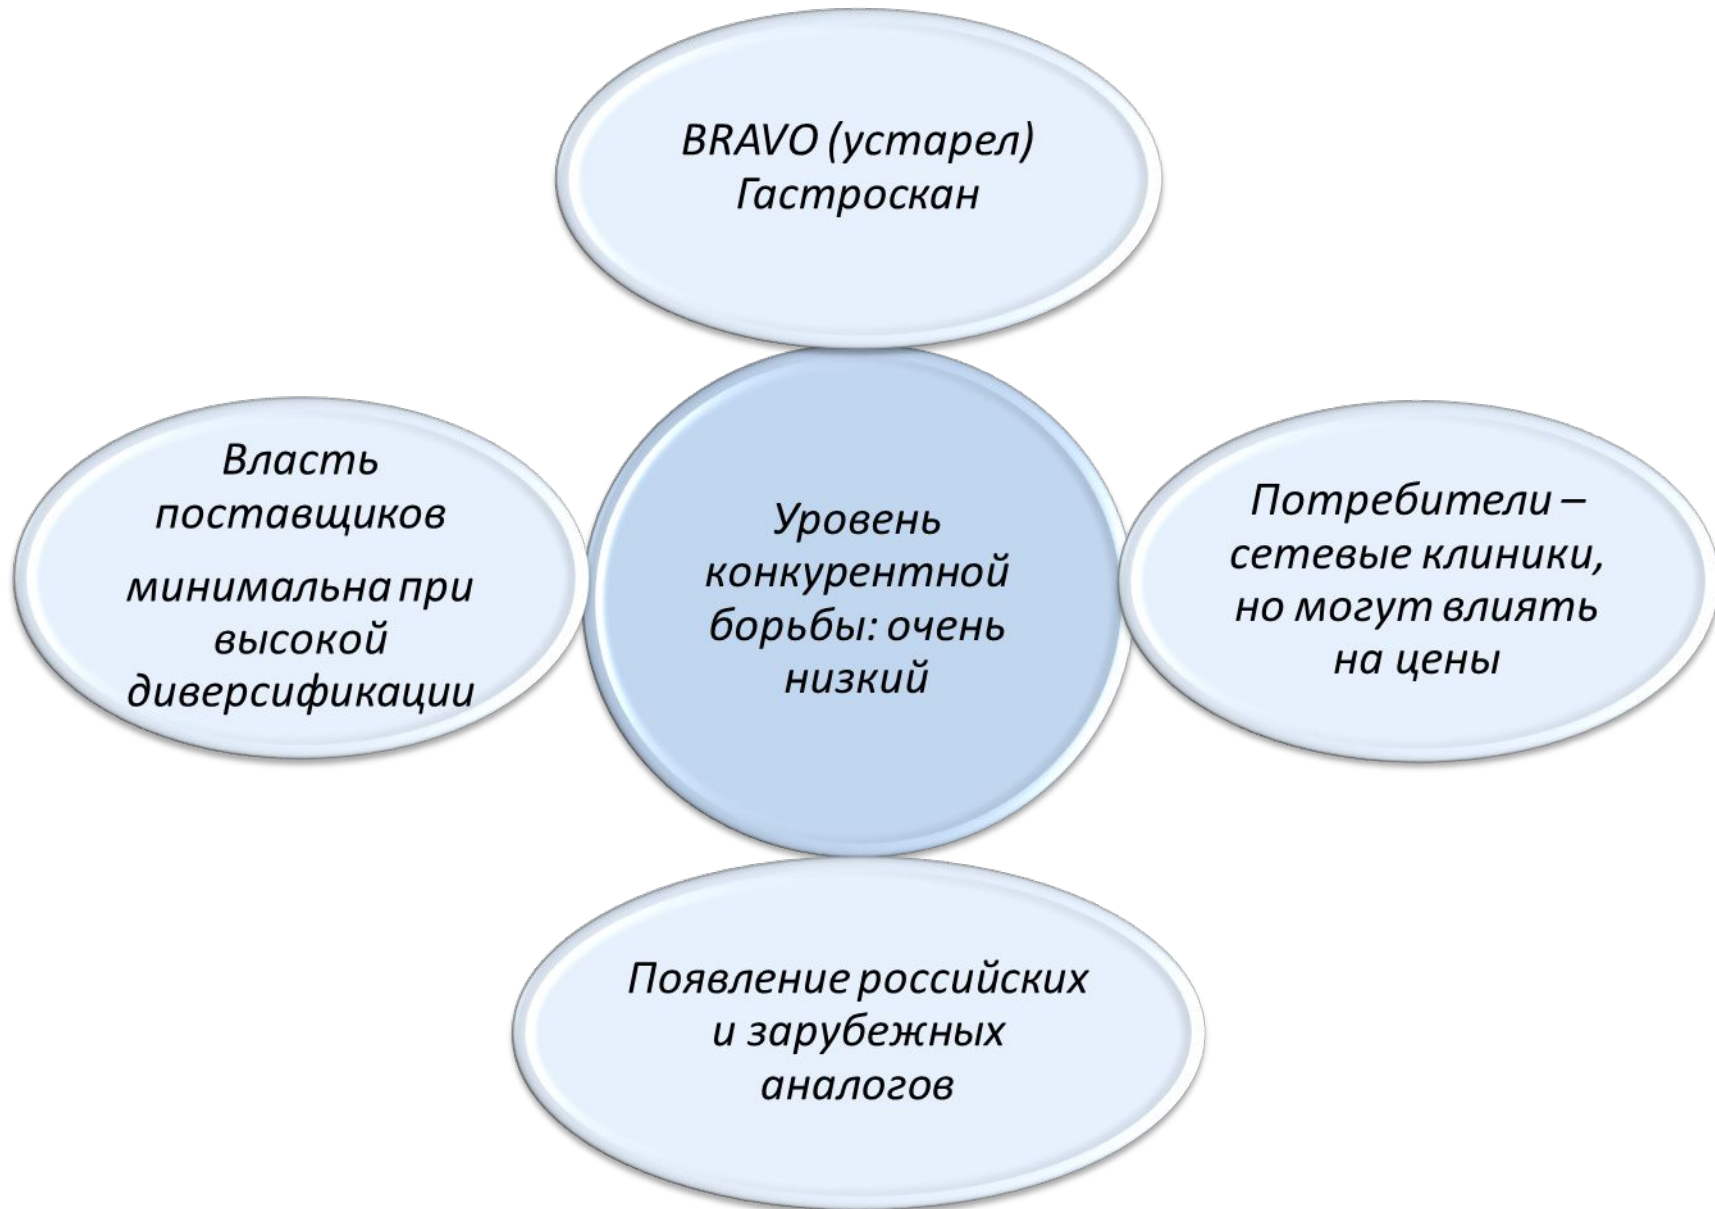 BRAVO (устарел)
Гастроскан
Власть
поставщиков
минимальна при
высокой
диверсификации
Уровень
конкурентной
борьбы: очень
низкий
Потребители –
сетевые клиники,
но могут влиять
на цены
Появление российских
и зарубежных
аналогов